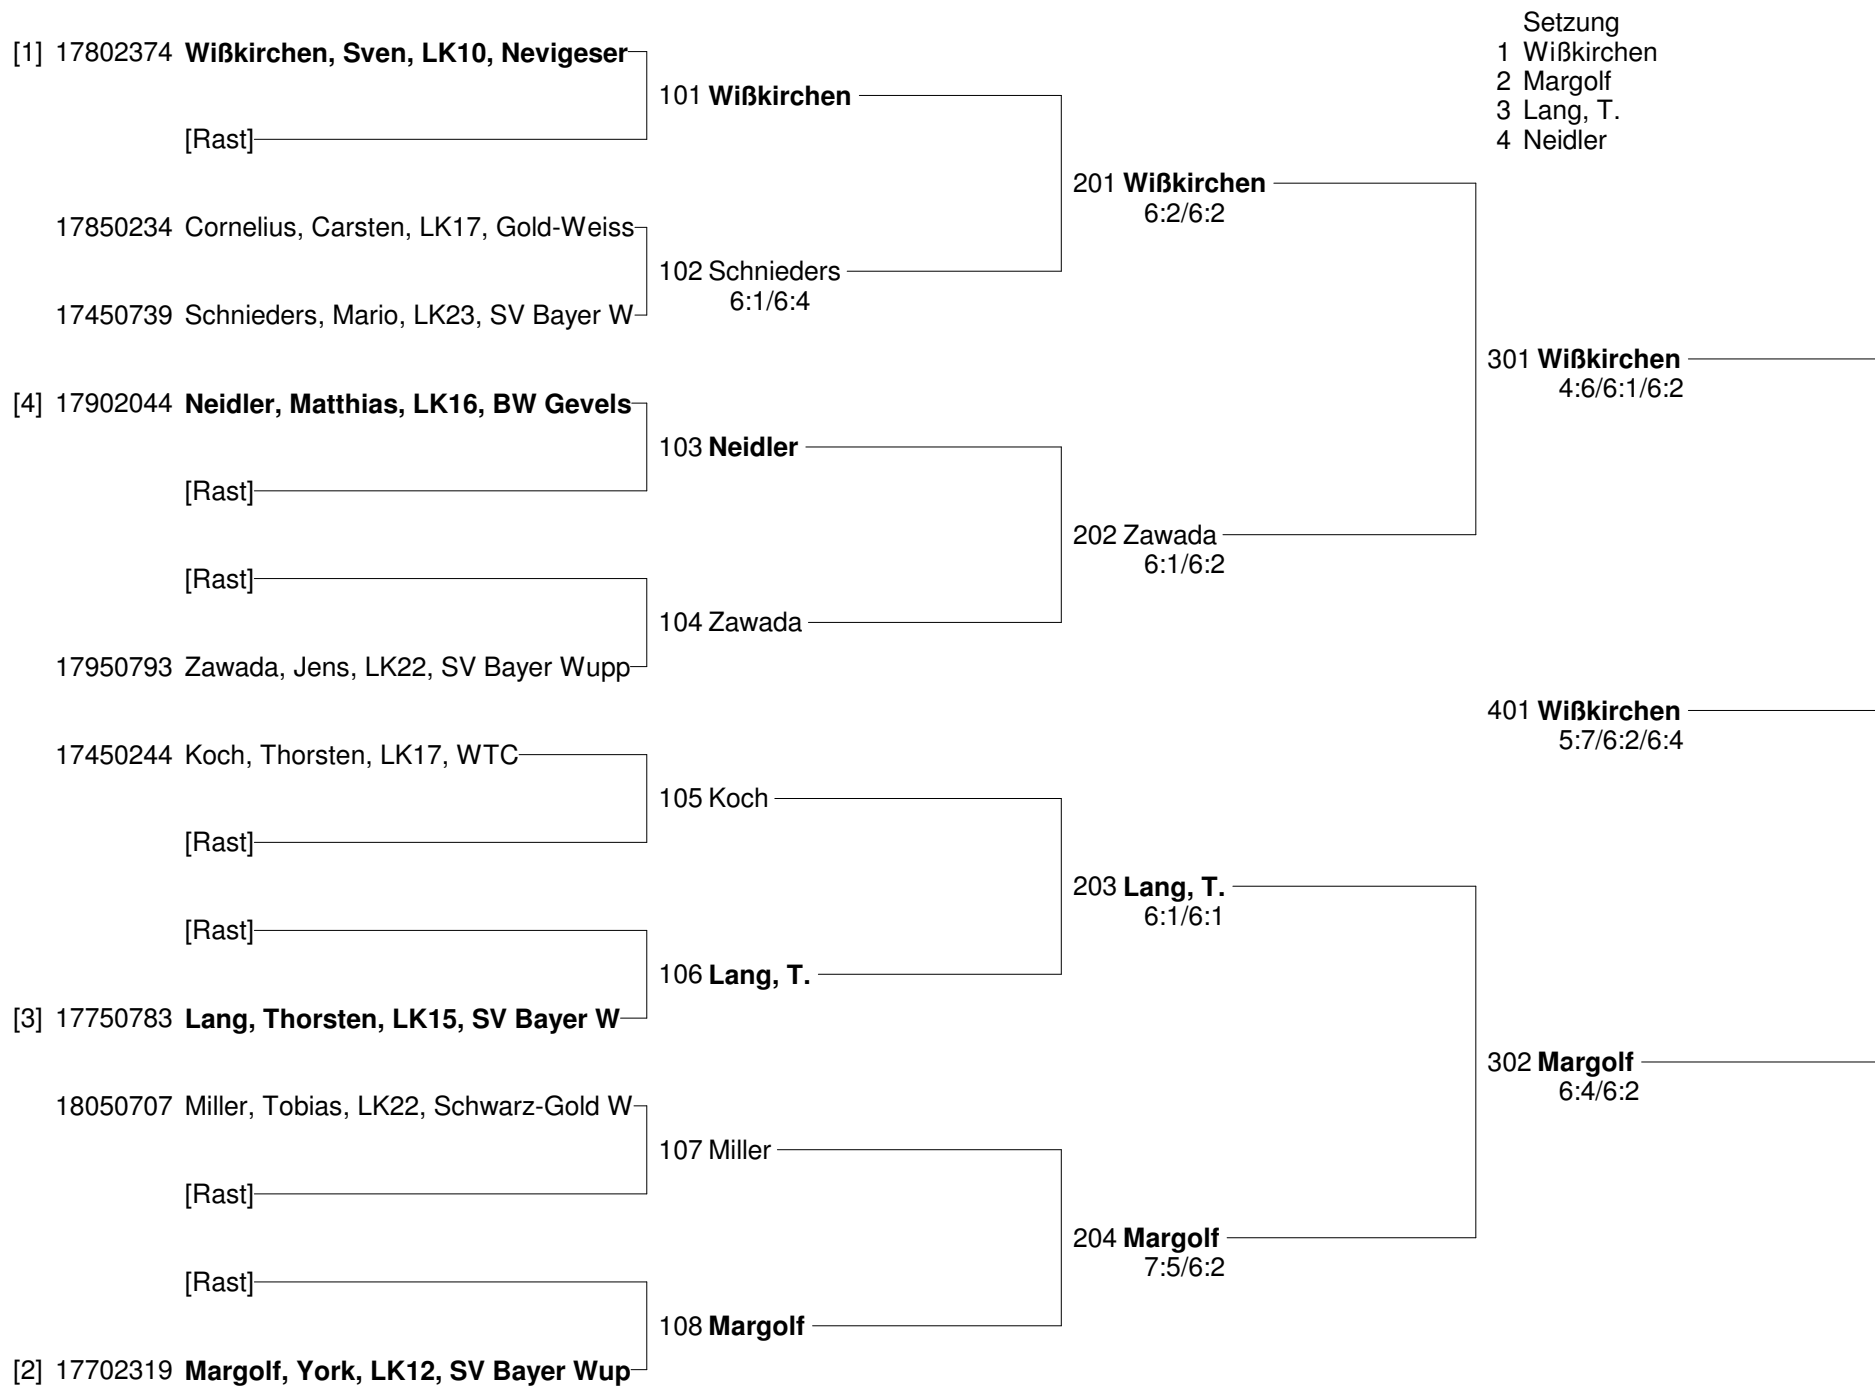 Setzung
1 Wißkirchen
2 Margolf
3 Lang, T.
4 Neidler
[1] 17802374 Wißkirchen, Sven, LK10, Nevigeser
101 Wißkirchen
[Rast]
201 Wißkirchen
6:2/6:2
17850234 Cornelius, Carsten, LK17, Gold-Weiss
102 Schnieders
6:1/6:4
17450739 Schnieders, Mario, LK23, SV Bayer W
301 Wißkirchen
4:6/6:1/6:2
[4] 17902044 Neidler, Matthias, LK16, BW Gevels
103 Neidler
[Rast]
202 Zawada
6:1/6:2
[Rast]
104 Zawada
17950793 Zawada, Jens, LK22, SV Bayer Wupp
401 Wißkirchen
5:7/6:2/6:4
17450244 Koch, Thorsten, LK17, WTC
105 Koch
[Rast]
203 Lang, T.
6:1/6:1
[Rast]
106 Lang, T.
[3] 17750783 Lang, Thorsten, LK15, SV Bayer W
302 Margolf
6:4/6:2
18050707 Miller, Tobias, LK22, Schwarz-Gold W
107 Miller
[Rast]
204 Margolf
7:5/6:2
[Rast]
108 Margolf
[2] 17702319 Margolf, York, LK12, SV Bayer Wup